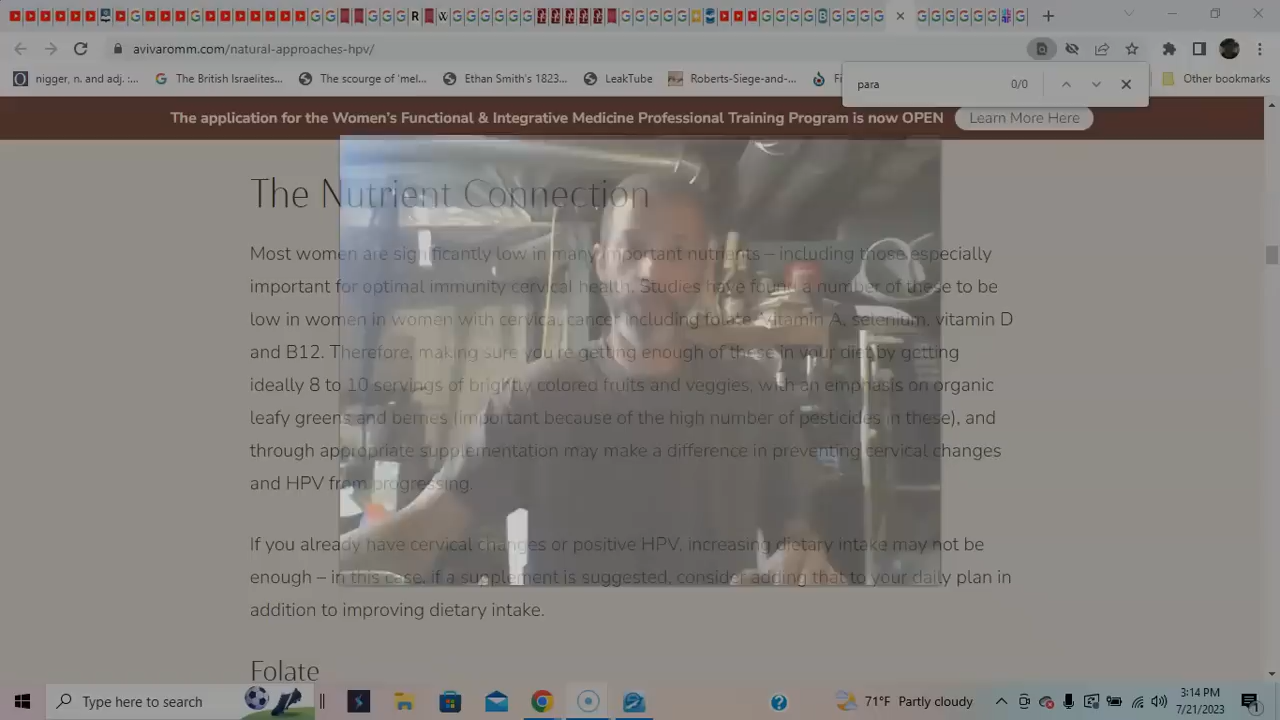 avivaromm.com/natural-approaches-hpv/
nigger, n. and adj. :...
The British Israelites...
The scourge of 'mel...
Ethan Smith's 1823...
LeakTube
Roberts-Siege-and-...
Other bookmarks
para
0/0
The application for the Women's Functional & Integrative Medicine Professional Training Program is now OPEN
Learn More Here
The Nutrient Connection
Most women are significantly low in many important nutrients – including those especially
important for optimal immunity cervical health. Studies have found a number of these to be
low in women in women with cervical cancer including folate, vitamin A, selenium, vitamin D
and B12. Therefore, making sure you're getting enough of these in your diet by getting
ideally 8 to 10 servings of brightly colored fruits and veggies, with an emphasis on organic
leafy greens and berries (important because of the high number of pesticides in these), and
through appropriate supplementation may make a difference in preventing cervical changes
and HPV from progressing.
If you already have cervical changes or positive HPV, increasing dietary intake may not be
enough – in this case, if a supplement is suggested, consider adding that to your daily plan in
addition to improving dietary intake.
Folate
Type here to search
71°F Partly cloudy
3:14 PM
7/21/2023